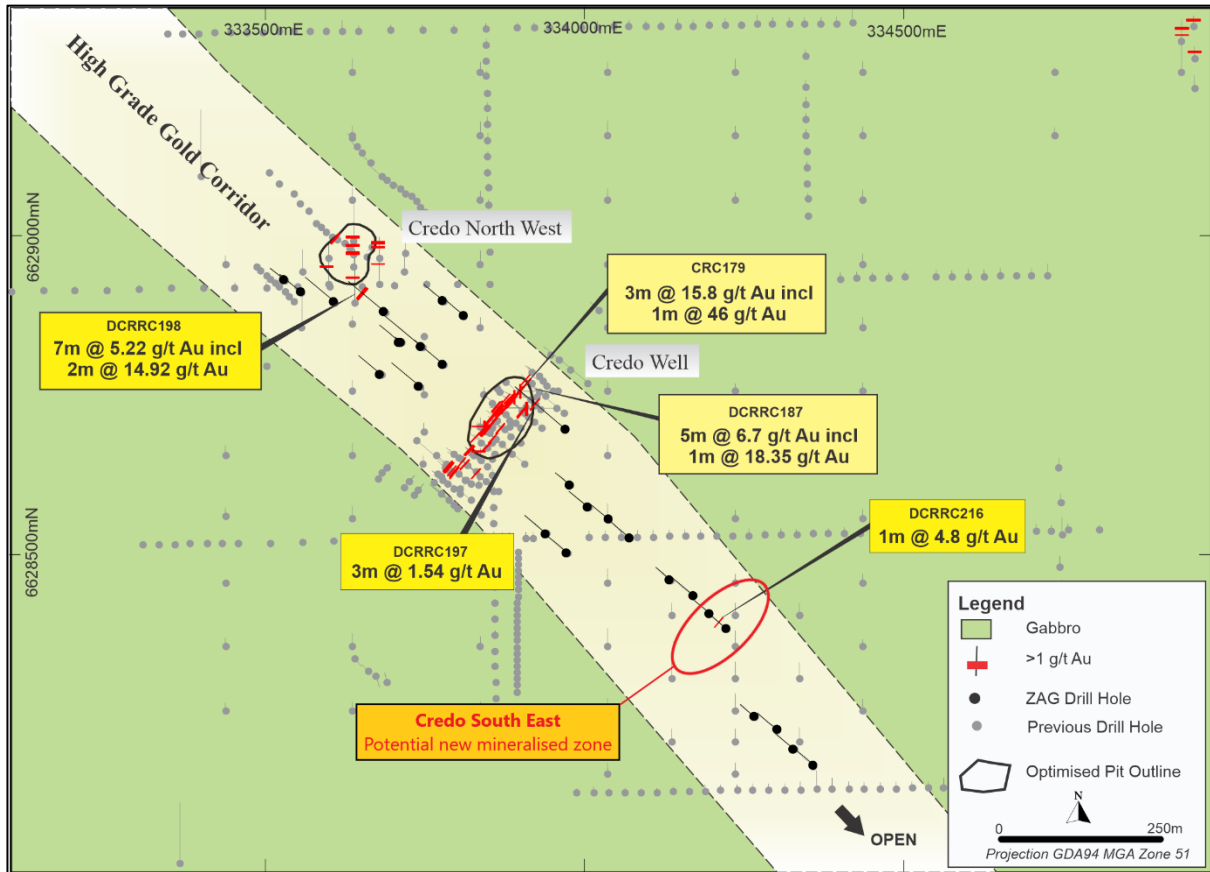 333500mE
334000mE
334500mE
High Grade Gold Corridor
6629000mN
Credo North West
CRC179
3m @ 15.8 g/t Au incl
1m @ 46 g/t Au
DCRRC198
7m @ 5.22 g/t Au incl
2m @ 14.92 g/t Au
Credo Well
DCRRC187
5m @ 6.7 g/t Au incl
1m @ 18.35 g/t Au
6628500mN
DCRRC216
1m @ 4.8 g/t Au
DCRRC197
3m @ 1.54 g/t Au
Credo South East
Potential new mineralised zone
OPEN
Legend
Gabbro
>1 g/t Au
ZAG Drill Hole
Previous Drill Hole
Optimised Pit Outline
N
0
250m
Projection GDA94 MGA Zone 51